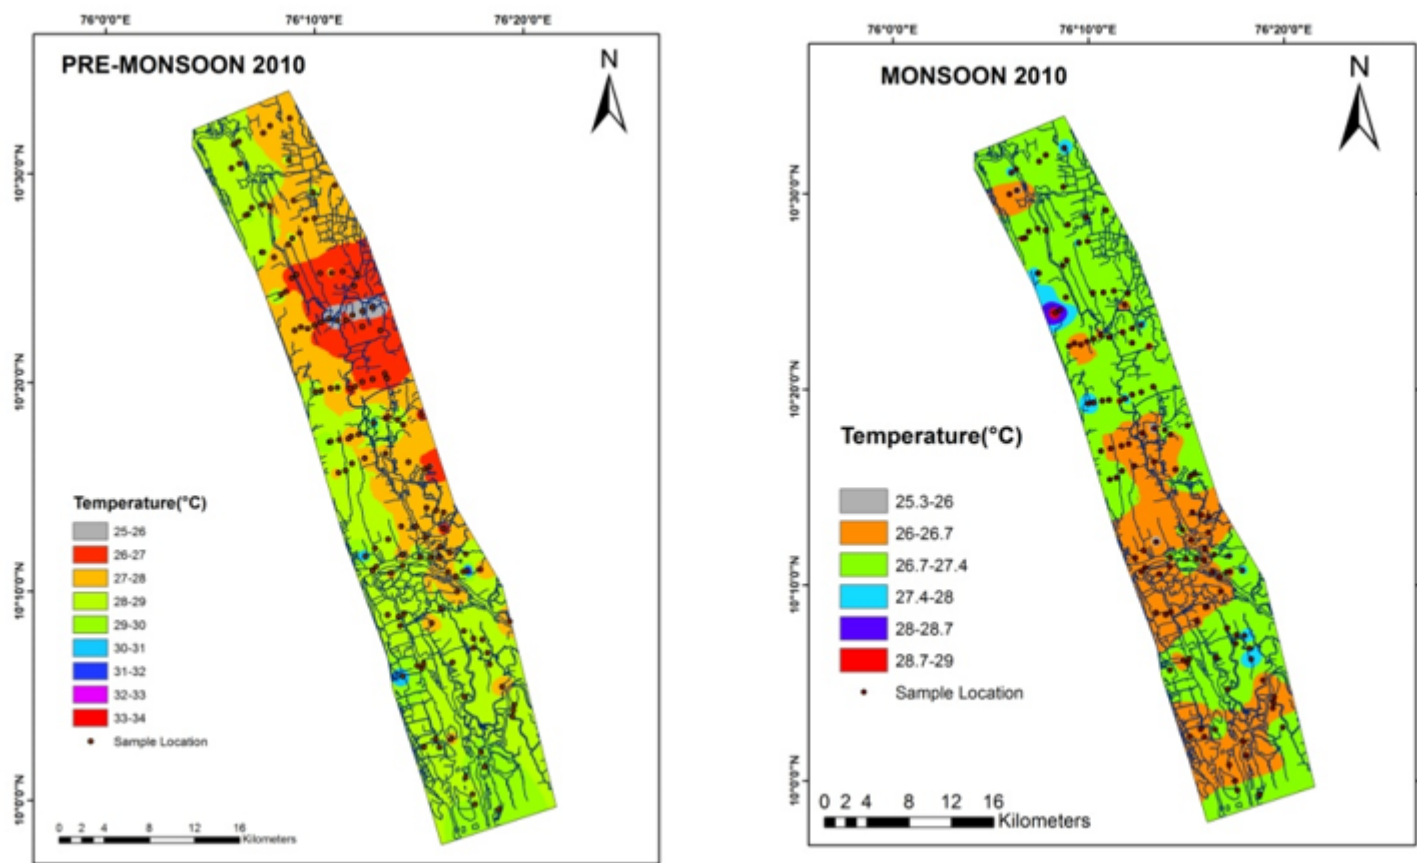 76°0'0"E 76°10'0"E 76°20'0"E
PRE-MONSOON 2010
N
10°30'0"N
10°20'0"N
10°10'0"N
10°0'0"N
Temperature(°C)
25-26
26-27
27-28
28-29
29-30
30-31
31-32
32-33
33-34
Sample Location
0 2 4 8 12 16
Kilometers
76°0'0"E 76°10'0"E 76°20'0"E
MONSOON 2010
N
10°30'0"N
10°20'0"N
10°10'0"N
10°0'0"N
Temperature(°C)
25.3-26
26-26.7
26.7-27.4
27.4-28
28-28.7
28.7-29
Sample Location
0 2 4 8 12 16
Kilometers